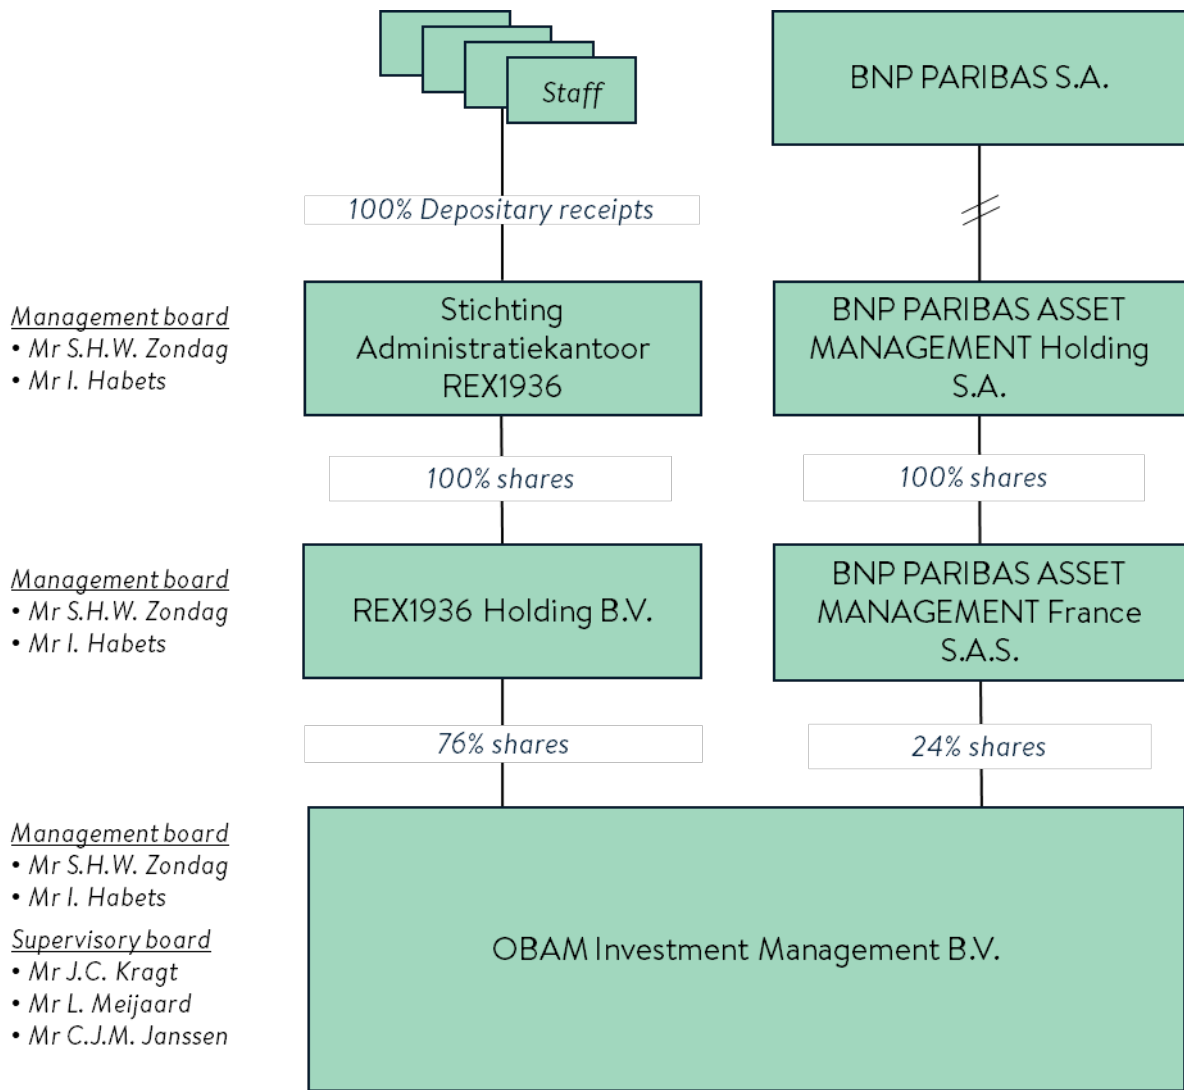 Staff
BNP PARIBAS S.A.
100% Depositary receipts
Management board
• Mr S.H.W. Zondag
• Mr I. Habets
Stichting
Administratiekantoor
REX1936
BNP PARIBAS ASSET
MANAGEMENT Holding
S.A.
100% shares
100% shares
Management board
• Mr S.H.W. Zondag
• Mr I. Habets
REX1936 Holding B.V.
BNP PARIBAS ASSET
MANAGEMENT France
S.A.S.
76% shares
24% shares
Management board
• Mr S.H.W. Zondag
• Mr I. Habets
Supervisory board
• Mr J.C. Kragt
• Mr L. Meijaard
• Mr C.J.M. Janssen
OBAM Investment Management B.V.